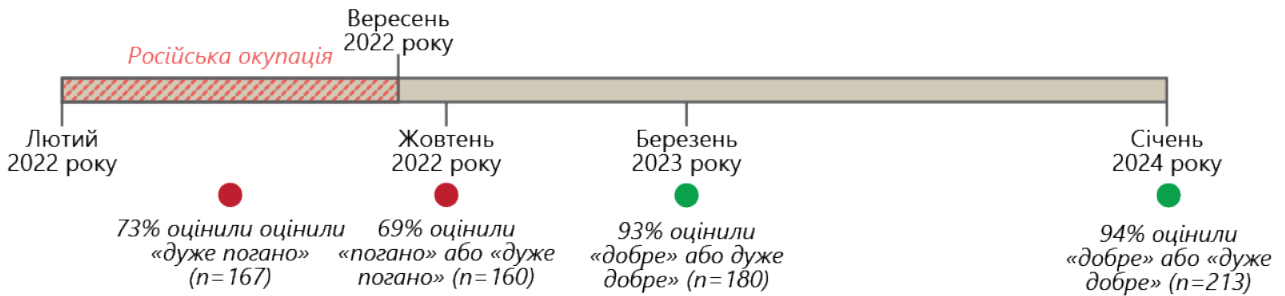 Вересень
2022 року
Російська окупація
Лютий
2022 року
Жовтень
2022 року
Березень
2023 року
Січень
2024 року
73% оцінили оцінили
«дуже погано»
(n=167)
69% оцінили
«погано» або «дуже
погано» (n=160)
93% оцінили
«добре» або дуже
добре» (n=180)
94% оцінили
«добре» або «дуже
добре» (n=213)